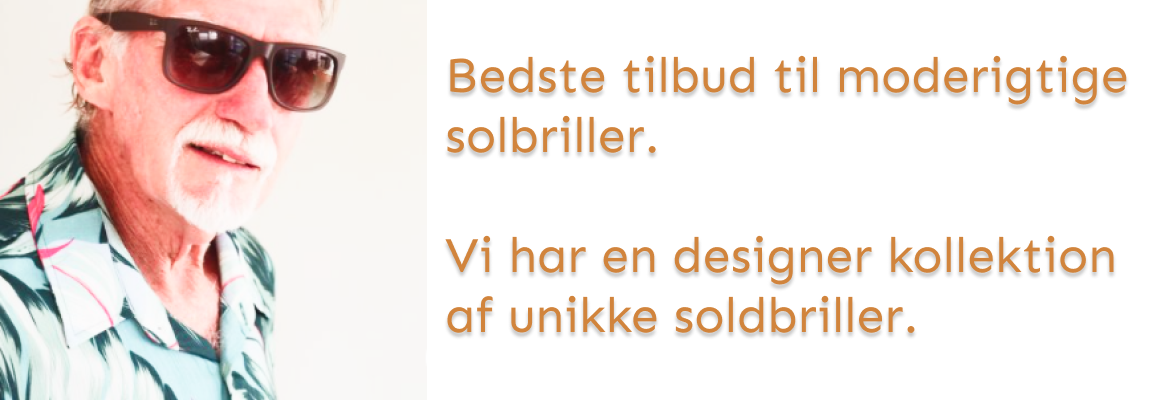 Bedste tilbud til moderigtige
solbriller.
Vi har en designer kollektion
af unikke soldbriller.